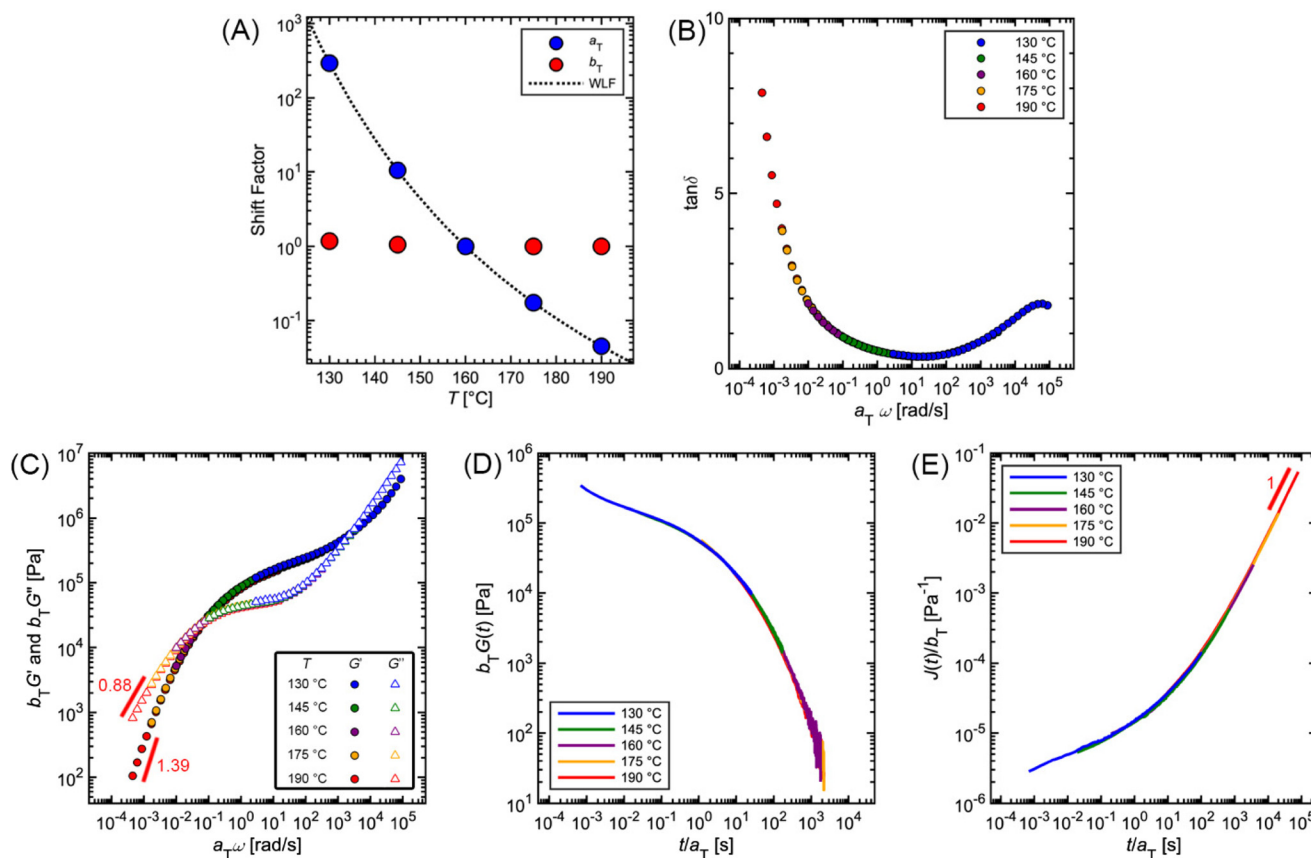 (A)
Shift Factor
10³
10²
10¹
10⁰
10⁻¹
a_T
b_T
WLF
130 140 150 160 170 180 190
T [°C]
(B)
tanδ
10
5
0
130 °C
145 °C
160 °C
175 °C
190 °C
10⁻⁴ 10⁻³ 10⁻² 10⁻¹ 10⁰ 10¹ 10² 10³ 10⁴ 10⁵
a_T ω [rad/s]
(C)
b_TG' and b_TG'' [Pa]
10⁷
10⁶
10⁵
10⁴
10³
10²
0.88
1.39
T G' G''
130 °C
145 °C
160 °C
175 °C
190 °C
10⁻⁴ 10⁻³ 10⁻² 10⁻¹ 10⁰ 10¹ 10² 10³ 10⁴ 10⁵
a_Tω [rad/s]
(D)
b_TG(t) [Pa]
10⁶
10⁵
10⁴
10³
10²
10¹
130 °C
145 °C
160 °C
175 °C
190 °C
10⁻⁴ 10⁻³ 10⁻² 10⁻¹ 10⁰ 10¹ 10² 10³ 10⁴
t/a_T [s]
(E)
J(t)/b_T [Pa⁻¹]
10⁻¹
10⁻²
10⁻³
10⁻⁴
10⁻⁵
10⁻⁶
130 °C
145 °C
160 °C
175 °C
190 °C
1
10⁻⁴ 10⁻³ 10⁻² 10⁻¹ 10⁰ 10¹ 10² 10³ 10⁴
t/a_T [s]